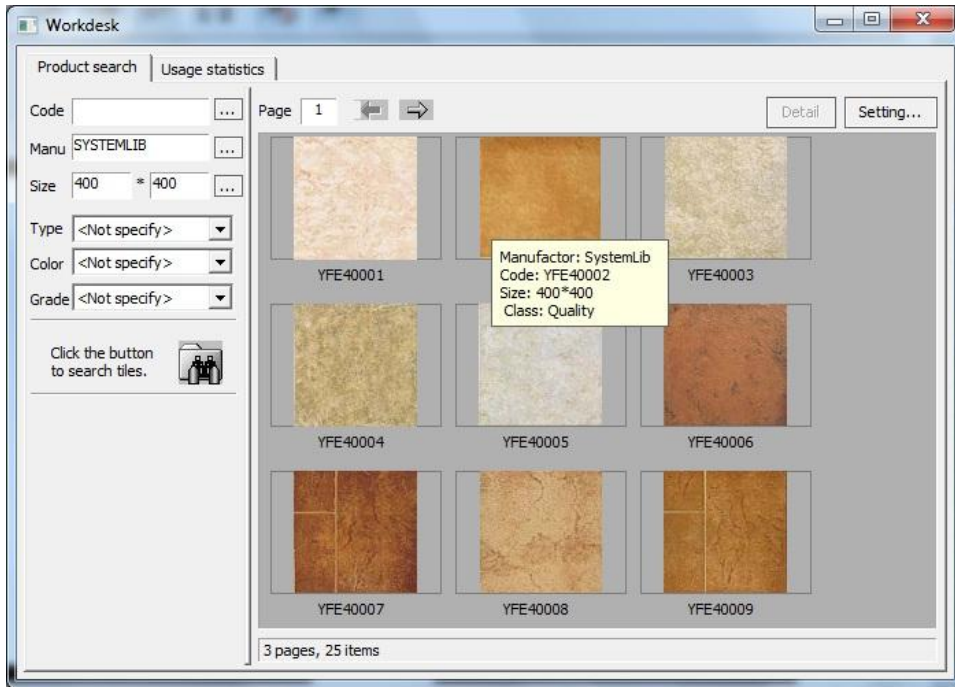 Workdesk
Product search
Usage statistics
Code
...
Manu SYSTEMLIB
...
Size 400 * 400
...
Type <Not specify>
Color <Not specify>
Grade <Not specify>
Click the button
to search tiles.
Page 1
Detail
Setting...
YFE40001
Manufactor: SystemLib
Code: YFE40002
Size: 400*400
Class: Quality
YFE40003
YFE40004
YFE40005
YFE40006
YFE40007
YFE40008
YFE40009
3 pages, 25 items